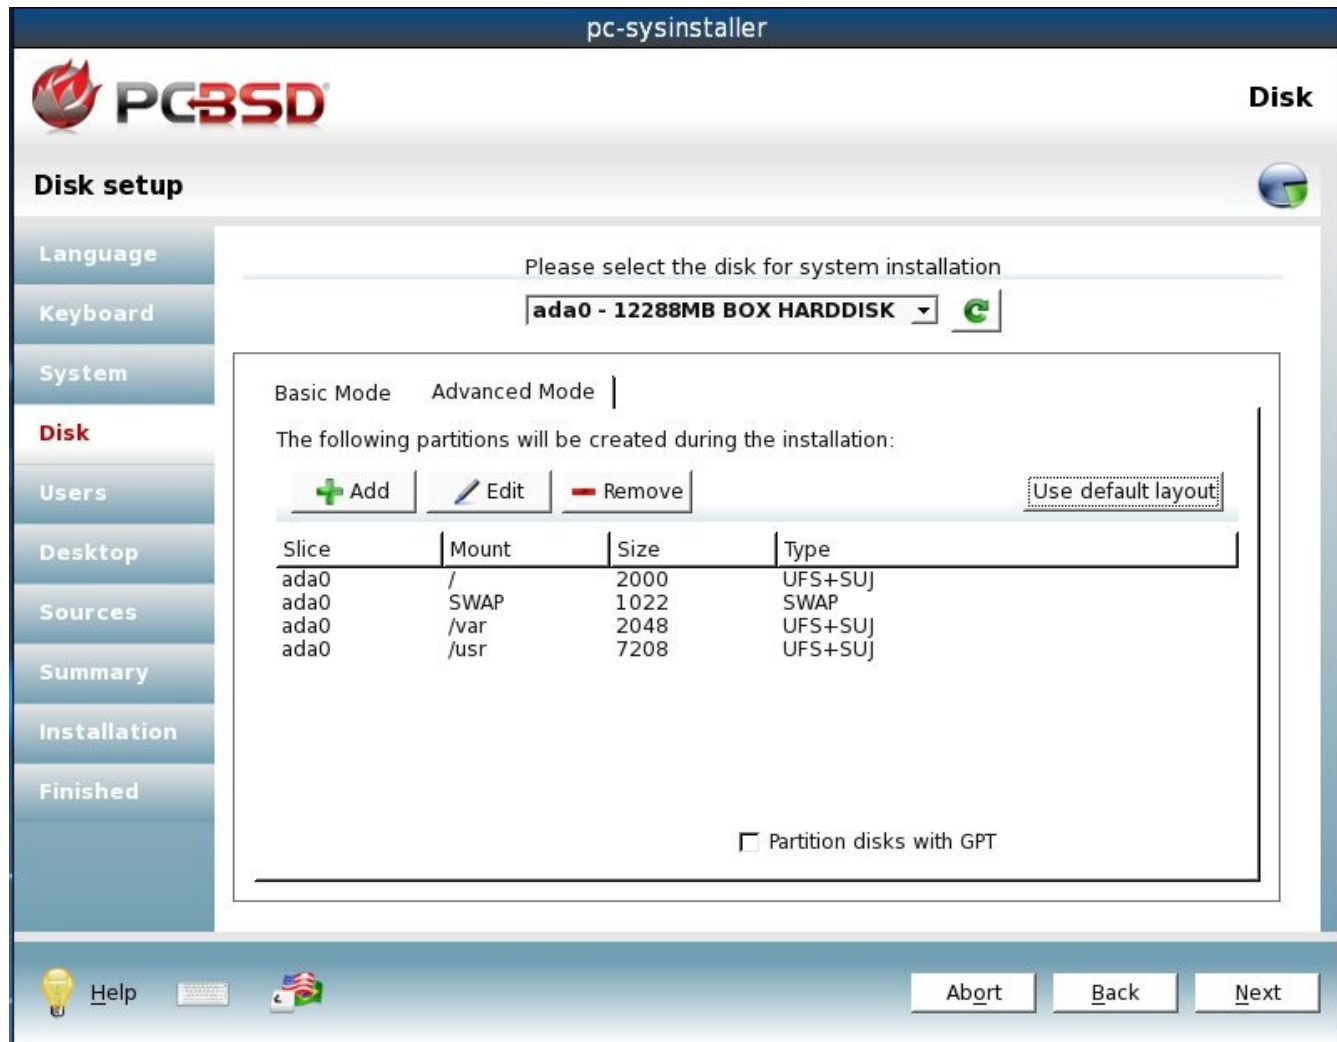 pc-sysinstaller
PCBSD
Disk
Disk setup
Language
Keyboard
System
Disk
Users
Desktop
Sources
Summary
Installation
Finished
Please select the disk for system installation
ada0 - 12288MB BOX HARDDISK
Basic Mode Advanced Mode
The following partitions will be created during the installation:
Add Edit Remove Use default layout
Slice Mount Size Type
ada0 / 2000 UFS+SUJ
ada0 SWAP 1022 SWAP
ada0 /var 2048 UFS+SUJ
ada0 /usr 7208 UFS+SUJ
Partition disks with GPT
Help Abort Back Next